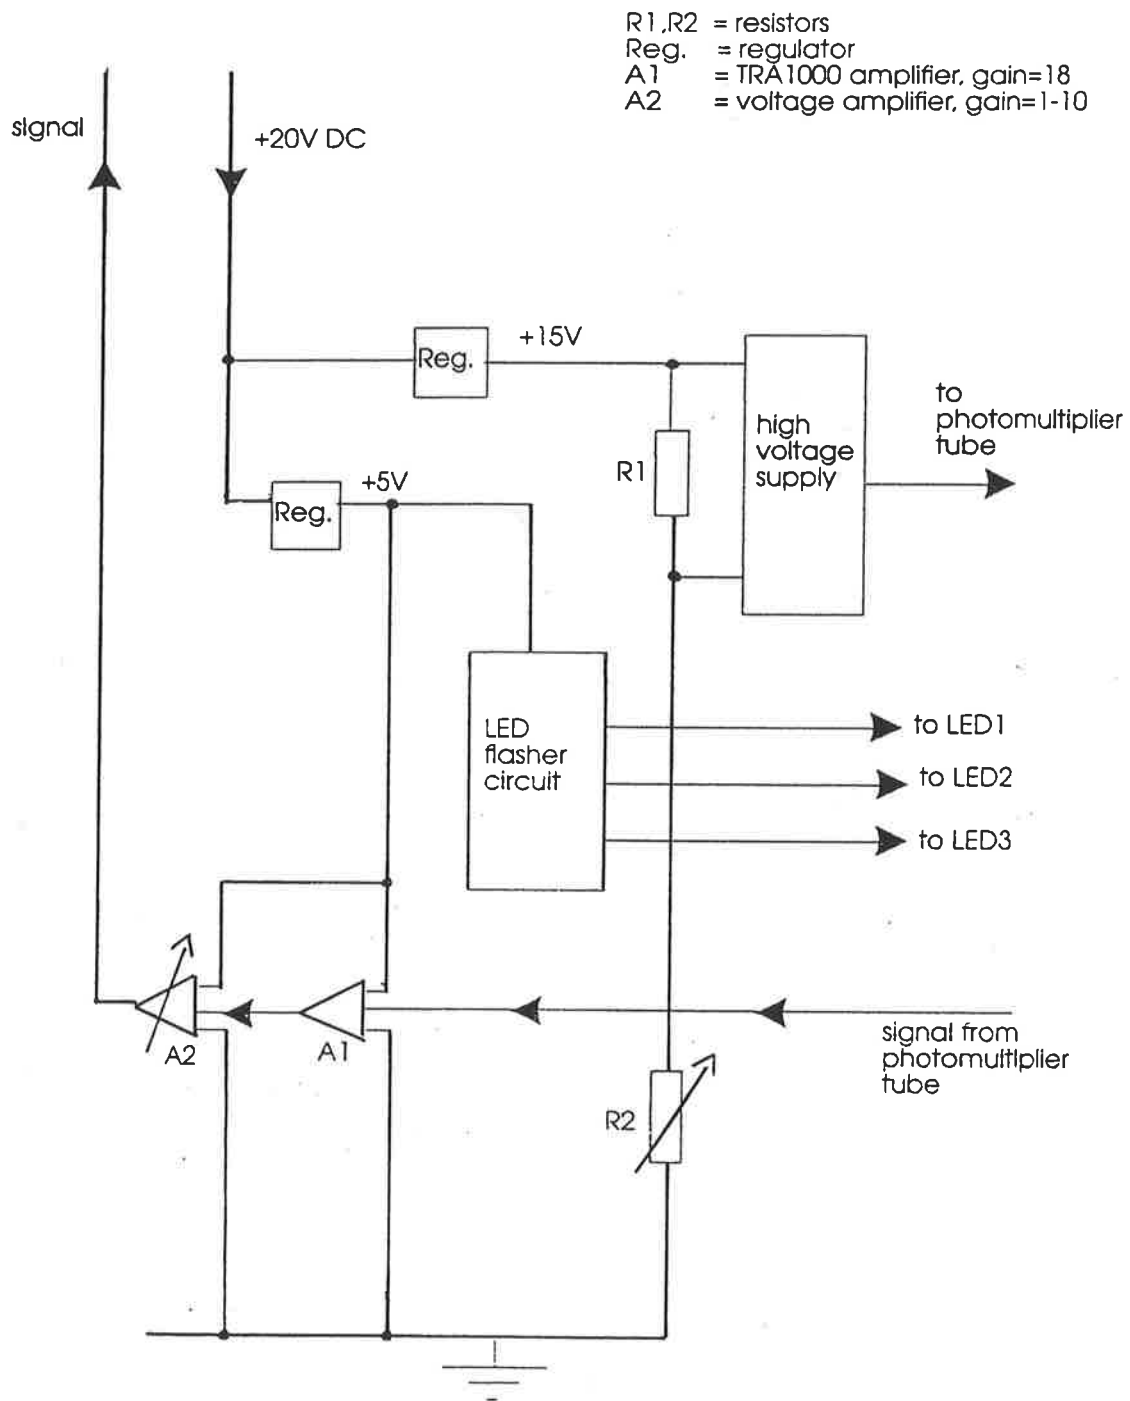 R1,R2 = resistors
Reg. = regulator
A1 = TRA1000 amplifier, gain=18
A2 = voltage amplifier, gain=1-10
signal
+20V DC
Reg.
+15V
high
voltage
supply
to
photomultiplier
tube
R1
Reg.
+5V
LED
flasher
circuit
to LED1
to LED2
to LED3
A2
A1
signal from
photomultiplier
tube
R2